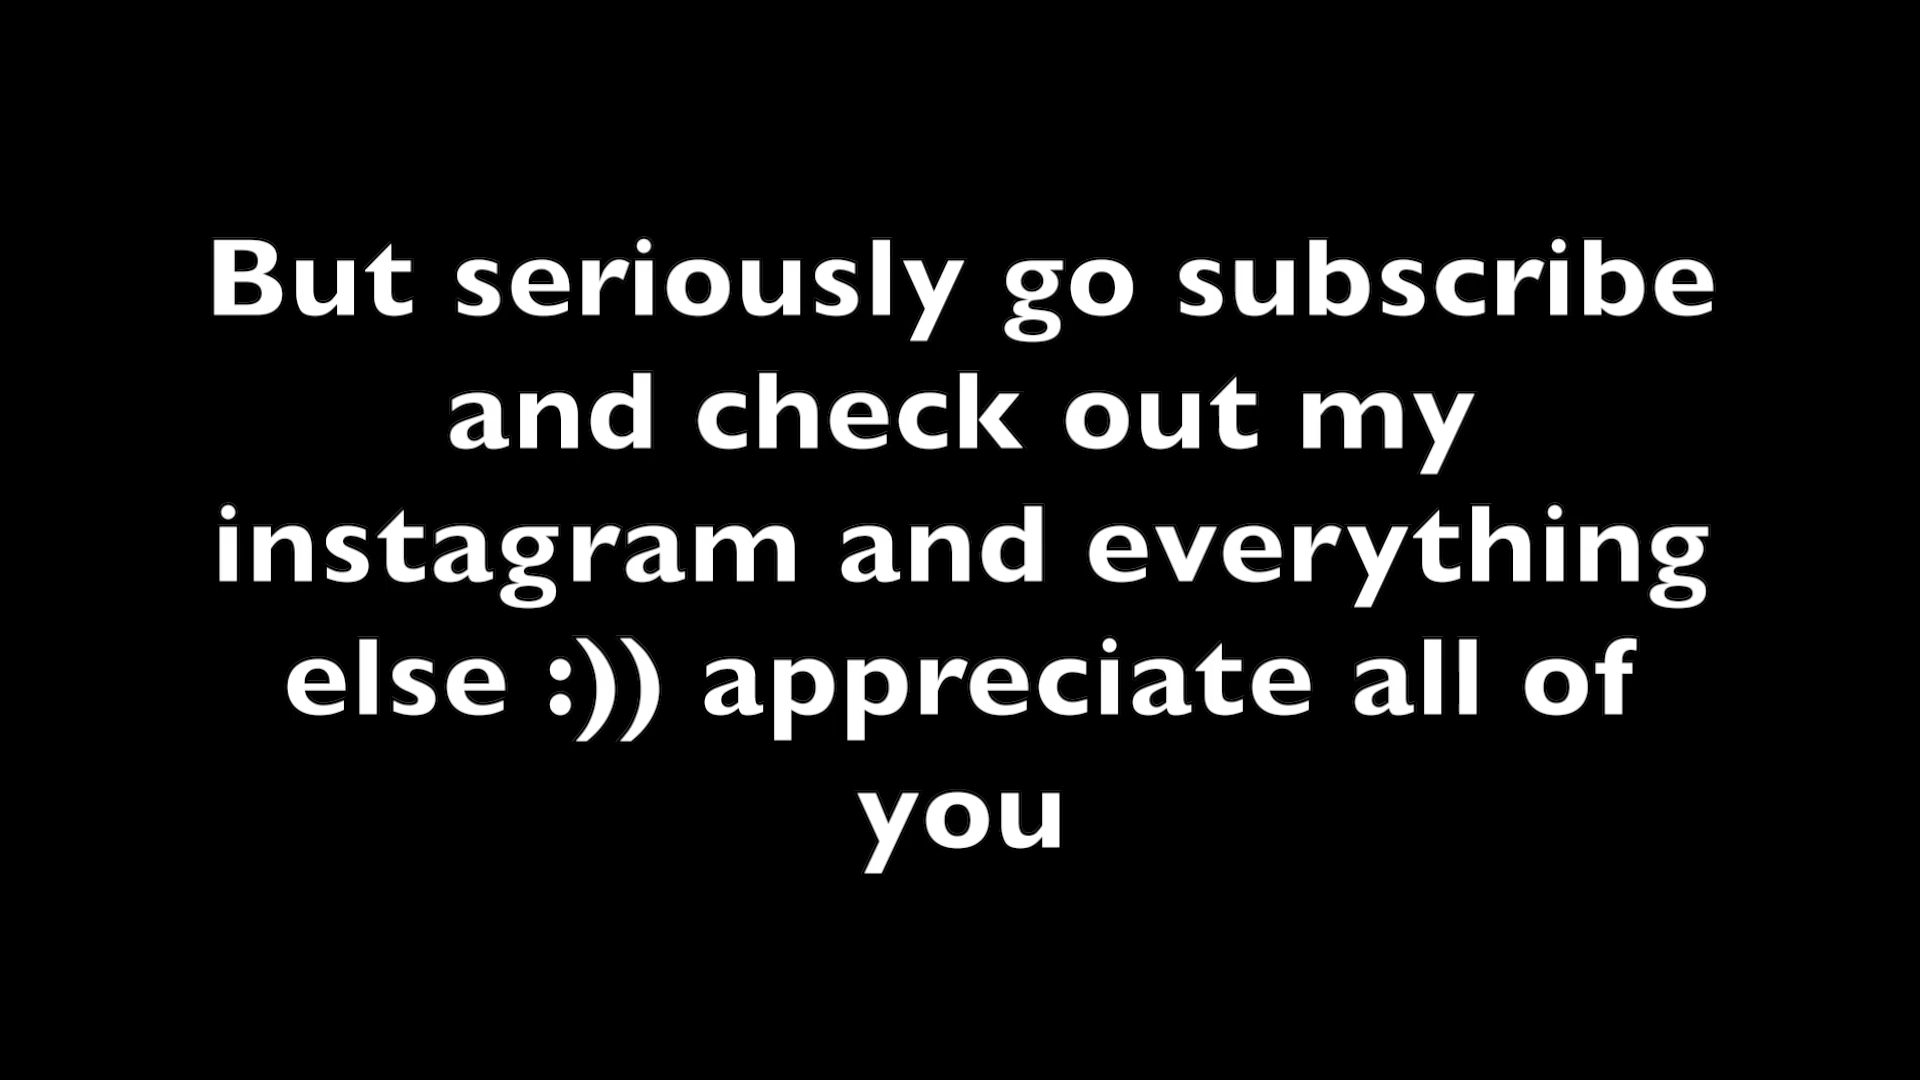 But seriously go subscribe
and check out my
instagram and everything
else :)) appreciate all of
you